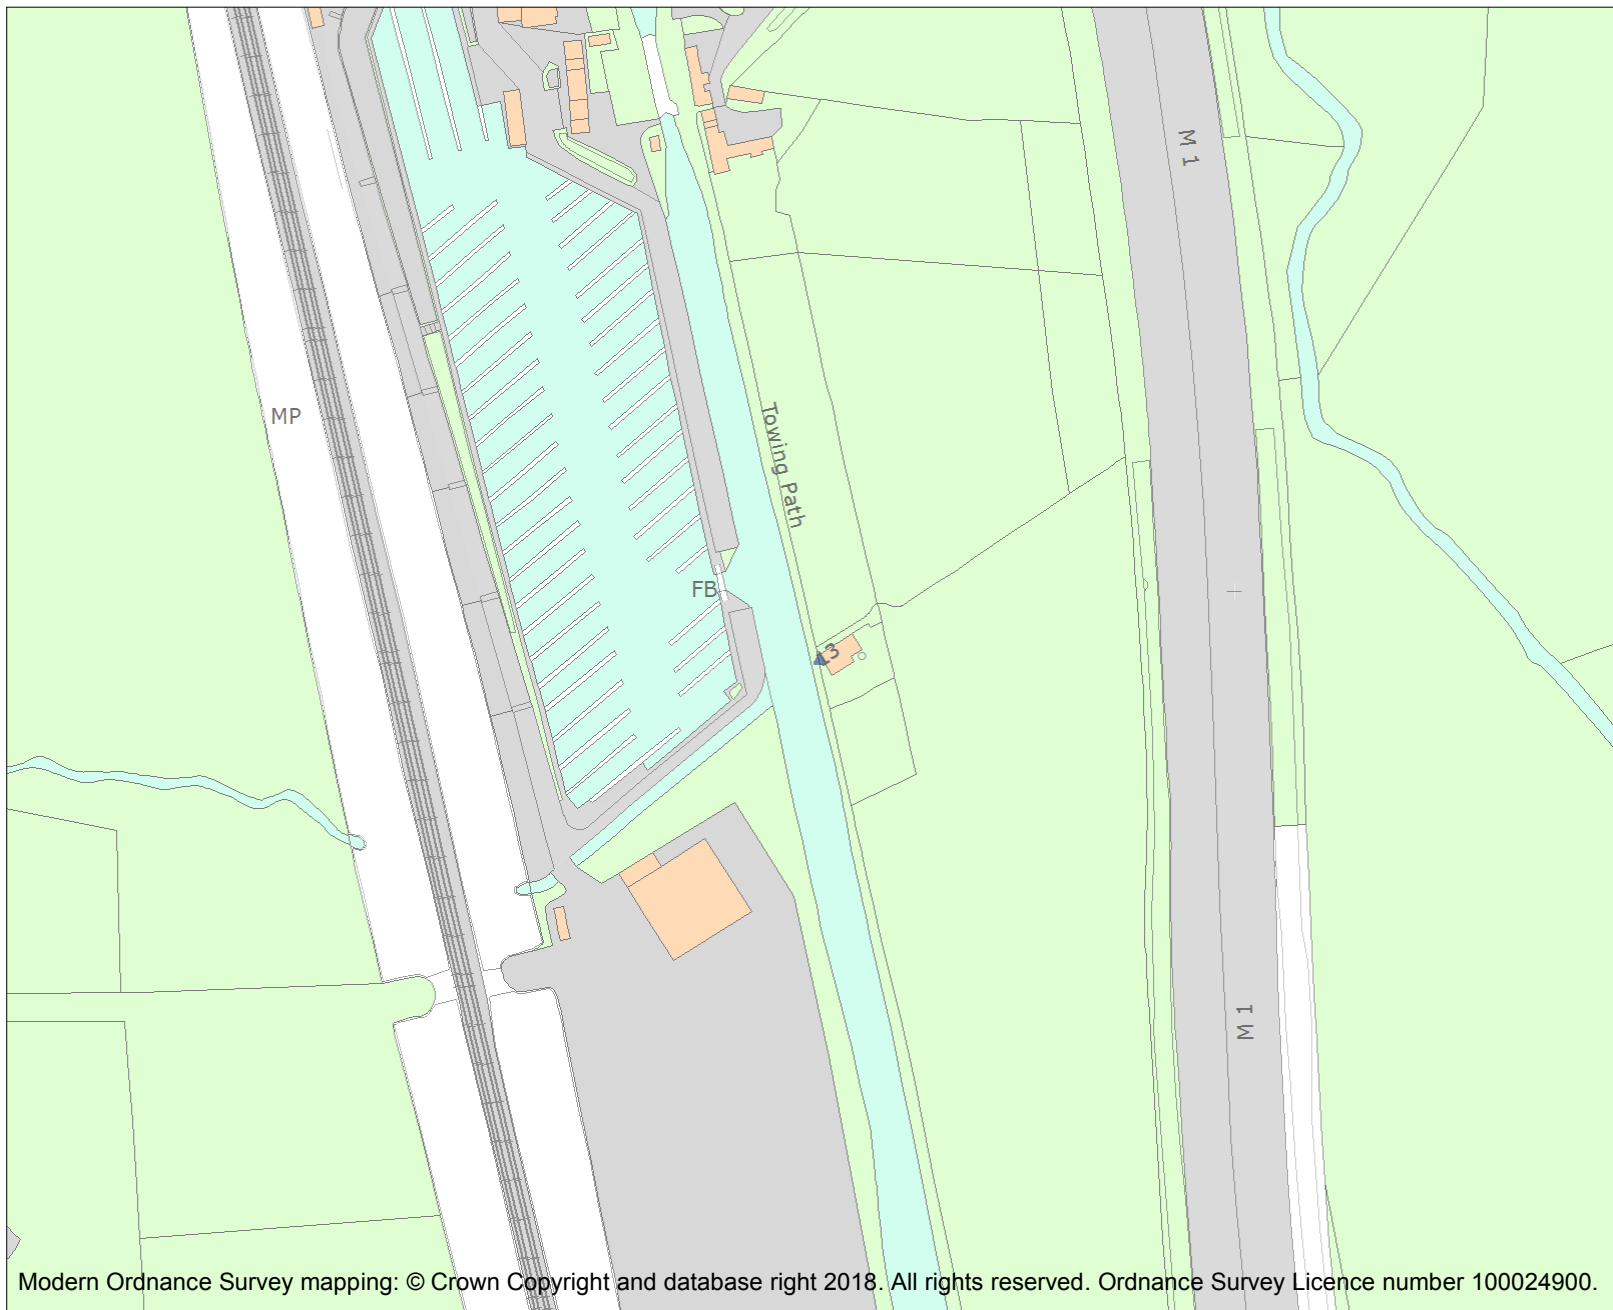 M 1
MP
Towing Path
FB
13
M 1
Modern Ordnance Survey mapping: © Crown Copyright and database right 2018. All rights reserved. Ordnance Survey Licence number 100024900.